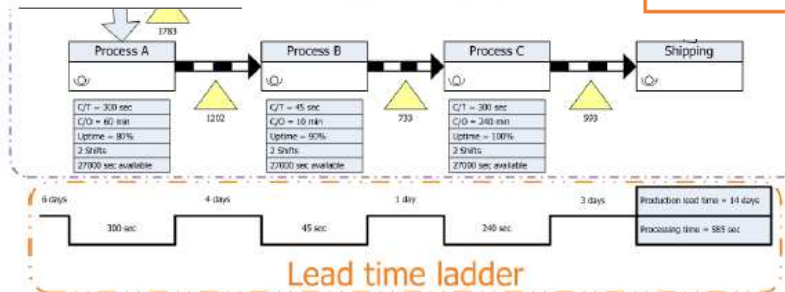 1783
Process A
Process B
Process C
Shipping
1202
733
593
C/T = 300 sec
C/O = 60 min
Uptime = 80%
2 Shifts
27000 sec available
C/T = 45 sec
C/O = 10 min
Uptime = 90%
2 Shifts
27000 sec available
C/T = 300 sec
C/O = 240 min
Uptime = 100%
2 Shifts
27000 sec available
6 days
4 days
1 day
3 days
Production lead time = 14 days
300 sec
45 sec
240 sec
Processing time = 585 sec
Lead time ladder